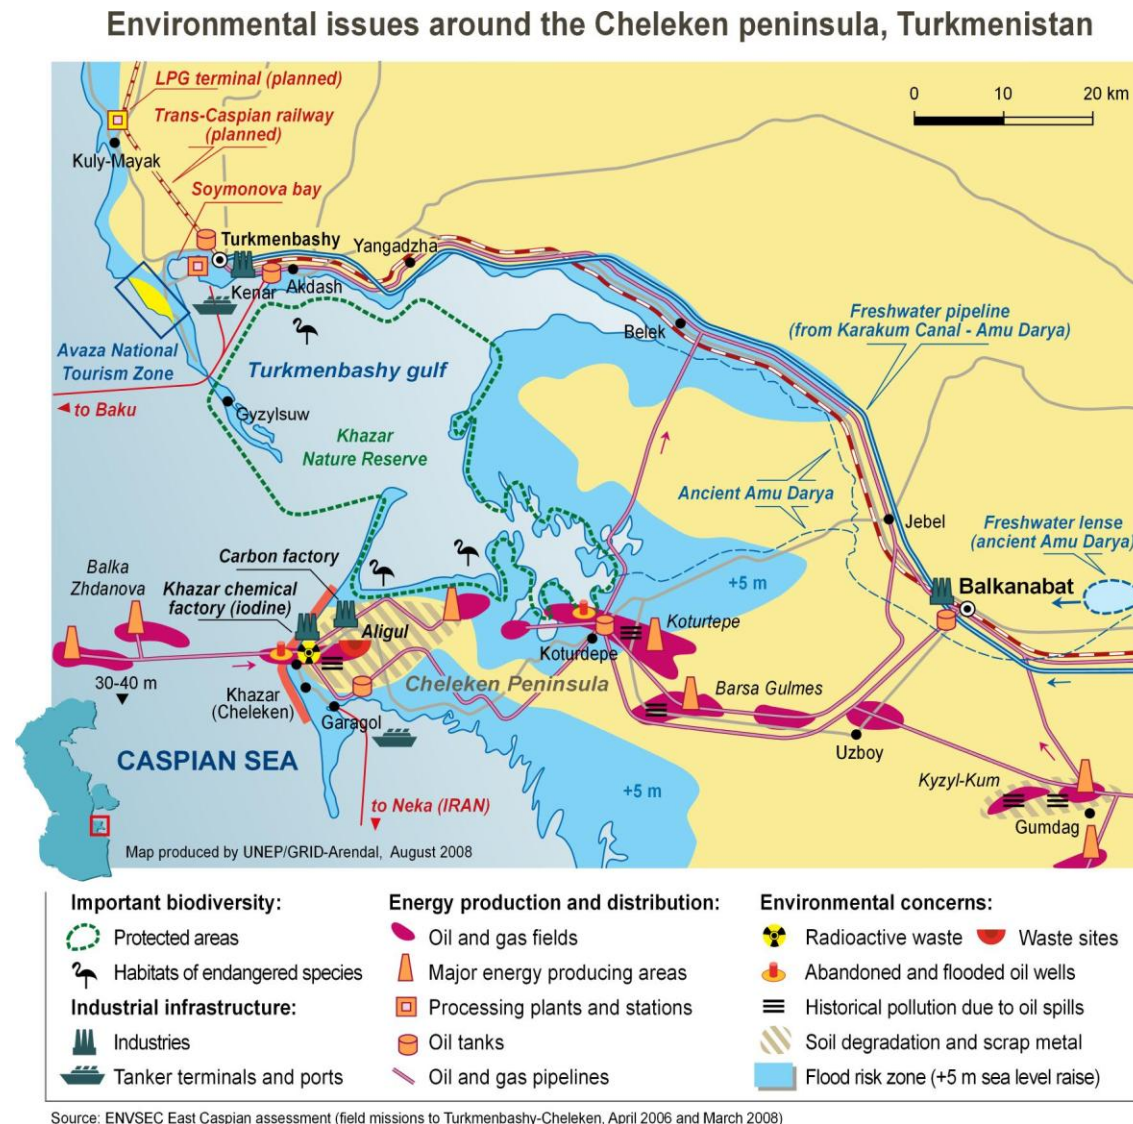 Environmental issues around the Cheleken peninsula, Turkmenistan
LPG terminal (planned)
Trans-Caspian railway
(planned)
0 10 20 km
Kuly-Mayak
Soymonova bay
Turkmenbashy
Yangadzha
Kenar
Akdash
Belek
Freshwater pipeline
(from Karakum Canal - Amu Darya)
Avaza National
Tourism Zone
Turkmenbashy gulf
to Baku
Gyzylsuw
Khazar
Nature Reserve
Ancient Amu Darya
Jebel
Freshwater lense
(ancient Amu Darya)
Carbon factory
Balka
Zhdanova
Khazar chemical
factory (iodine)
+5 m
Balkanabat
Aligul
Koturtepe
Koturdepe
30-40 m
Khazar
(Cheleken)
Cheleken Peninsula
Barsa Gulmes
Garagol
Uzboy
CASPIAN SEA
Kyzyl-Kum
+5 m
to Neka (IRAN)
Gumdag
Map produced by UNEP/GRID-Arendal, August 2008
Important biodiversity:
Protected areas
Habitats of endangered species
Industrial infrastructure:
Industries
Tanker terminals and ports
Energy production and distribution:
Oil and gas fields
Major energy producing areas
Processing plants and stations
Oil tanks
Oil and gas pipelines
Environmental concerns:
Radioactive waste Waste sites
Abandoned and flooded oil wells
Historical pollution due to oil spills
Soil degradation and scrap metal
Flood risk zone (+5 m sea level raise)
Source: ENVSEC East Caspian assessment (field missions to Turkmenbashy-Cheleken, April 2006 and March 2008)